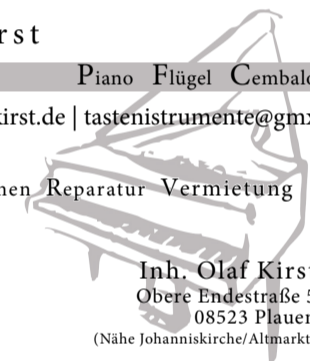 rst
Piano Flügel Cembalo
kirst.de | tastenistrumente@gmx
nen Reparatur Vermietung
Inh. Olaf Kirst
Obere Endestraße 5
08523 Plauen
(Nähe Johanniskirche/Altmarkt